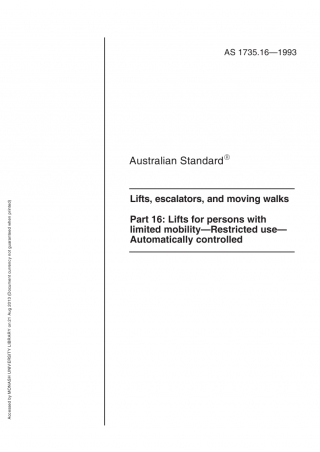 AS 1735.16—1993
Australian Standard®
Lifts, escalators, and moving walks
Part 16: Lifts for persons with
limited mobility—Restricted use—
Automatically controlled
Accessed by MONASH UNIVERSITY LIBRARY on 21 Aug 2013 (Document currency not guaranteed when printed)